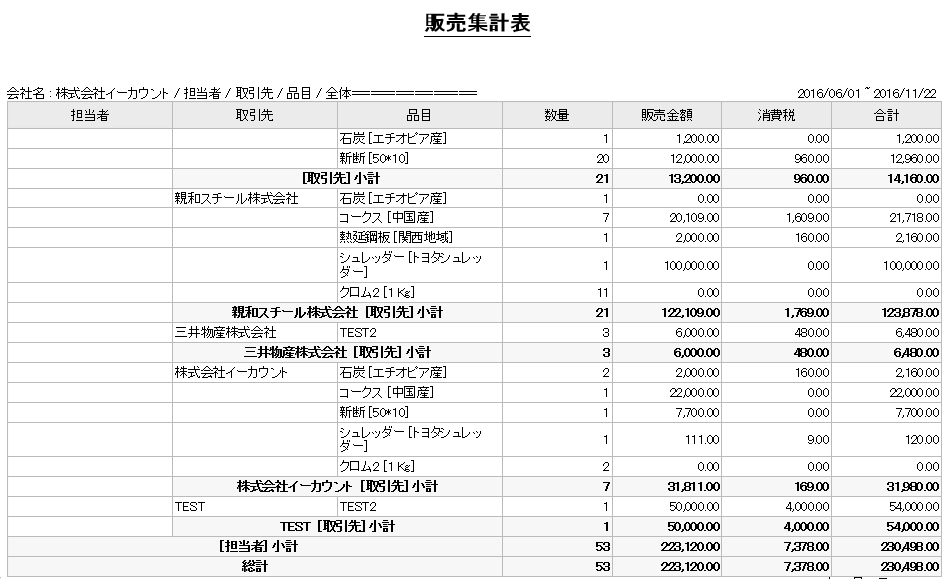 販売集計表
会社名 : 株式会社イーカウント / 担当者 / 取引先 / 品目 / 全体================= 2016/06/01 ~ 2016/11/22
担当者 取引先 品目 数量 販売金額 消費税 合計
石炭 [エチオピア産] 1 1,200.00 0.00 1,200.00
新断 [50*10] 20 12,000.00 960.00 12,960.00
[取引先] 小計 21 13,200.00 960.00 14,160.00
親和スチール株式会社 石炭 [エチオピア産] 1 0.00 0.00 0.00
コークス [中国産] 7 20,109.00 1,609.00 21,718.00
熱延鋼板 [関西地域] 1 2,000.00 160.00 2,160.00
シュレッダー [トヨタシュレッ
ダー] 1 100,000.00 0.00 100,000.00
クロム2 [1 Kg] 11 0.00 0.00 0.00
親和スチール株式会社 [取引先] 小計 21 122,109.00 1,769.00 123,878.00
三井物産株式会社 TEST2 3 6,000.00 480.00 6,480.00
三井物産株式会社 [取引先] 小計 3 6,000.00 480.00 6,480.00
株式会社イーカウント 石炭 [エチオピア産] 2 2,000.00 160.00 2,160.00
コークス [中国産] 1 22,000.00 0.00 22,000.00
新断 [50*10] 1 7,700.00 0.00 7,700.00
シュレッダー [トヨタシュレッ
ダー] 1 111.00 9.00 120.00
クロム2 [1 Kg] 2 0.00 0.00 0.00
株式会社イーカウント [取引先] 小計 7 31,811.00 169.00 31,980.00
TEST TEST2 1 50,000.00 4,000.00 54,000.00
TEST [取引先] 小計 1 50,000.00 4,000.00 54,000.00
[担当者] 小計 53 223,120.00 7,378.00 230,498.00
総計 53 223,120.00 7,378.00 230,498.00